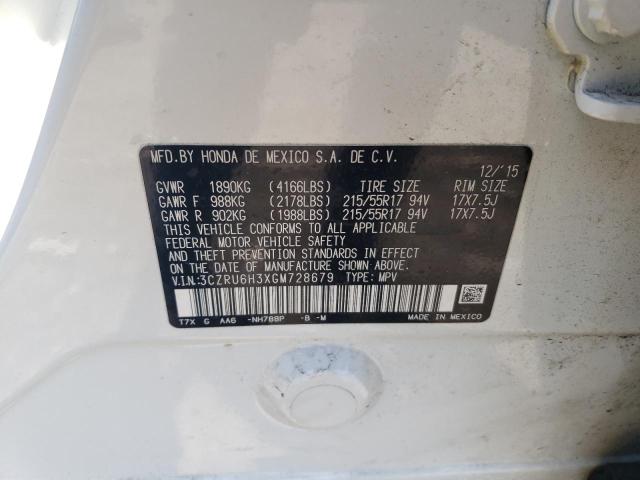 MFD.BY HONDA DE MEXICO S.A. DE C.V. 12/'15
GVWR 1890KG (4166LBS) TIRE SIZE RIM SIZE
GAWR F 988KG (2178LBS) 215/55R17 94V 17X7.5J
GAWR R 902KG (1988LBS) 215/55R17 94V 17X7.5J
THIS VEHICLE CONFORMS TO ALL APPLICABLE
FEDERAL MOTOR VEHICLE SAFETY
AND THEFT PREVENTION STANDARDS IN EFFECT
ON THE DATE OF MANUFACTURE SHOWN ABOVE.
V.I.N:3CZRU6H3XGM728679 TYPE: MPV
T7X G AA6 -NH788P -B -M MADE IN MEXICO